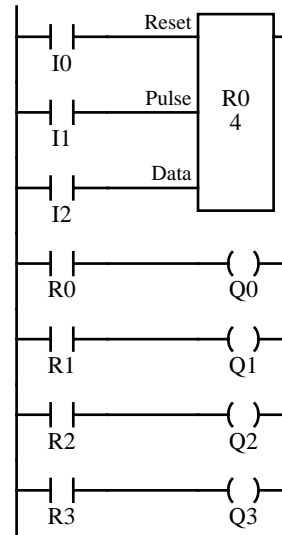 Reset
I0
Pulse
R0
4
I1
Data
I2
R0 Q0
R1 Q1
R2 Q2
R3 Q3